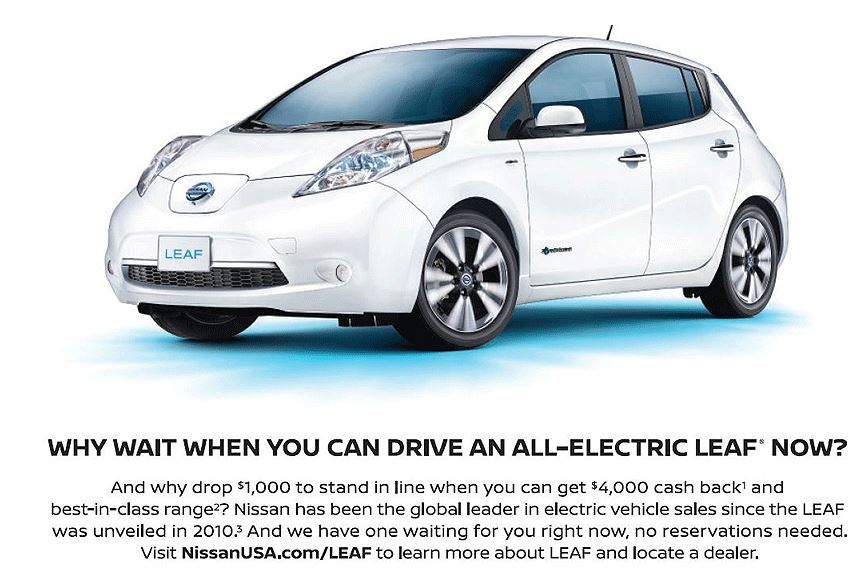 NISSAN
LEAF
WHY WAIT WHEN YOU CAN DRIVE AN ALL-ELECTRIC LEAF® NOW?
And why drop $1,000 to stand in line when you can get $4,000 cash back¹ and
best-in-class range²? Nissan has been the global leader in electric vehicle sales since the LEAF
was unveiled in 2010.³ And we have one waiting for you right now, no reservations needed.
Visit NissanUSA.com/LEAF to learn more about LEAF and locate a dealer.